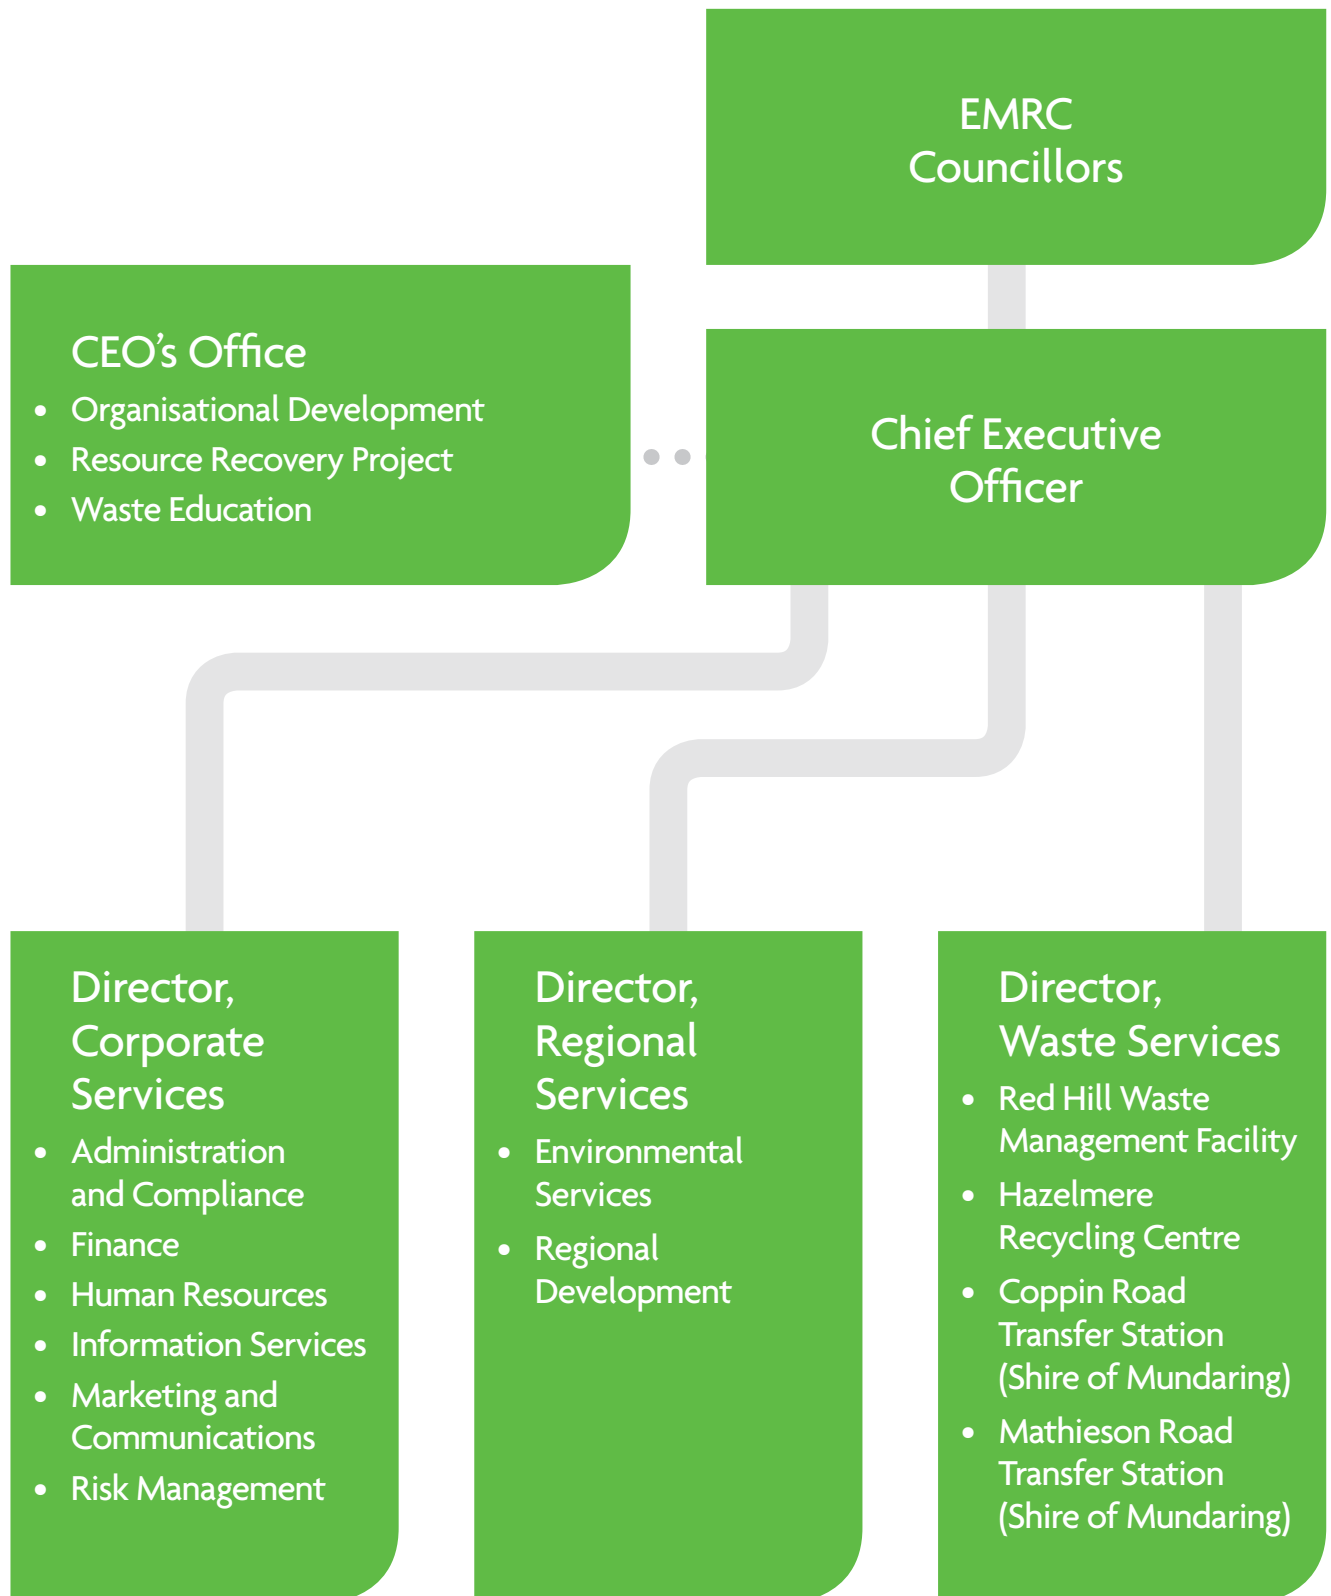 EMRC
Councillors
CEO’s Office
• Organisational Development
• Resource Recovery Project
• Waste Education
Chief Executive
Officer
Director,
Corporate
Services
• Administration
and Compliance
• Finance
• Human Resources
• Information Services
• Marketing and
Communications
• Risk Management
Director,
Regional
Services
• Environmental
Services
• Regional
Development
Director,
Waste Services
• Red Hill Waste
Management Facility
• Hazelmere
Recycling Centre
• Coppin Road
Transfer Station
(Shire of Mundaring)
• Mathieson Road
Transfer Station
(Shire of Mundaring)